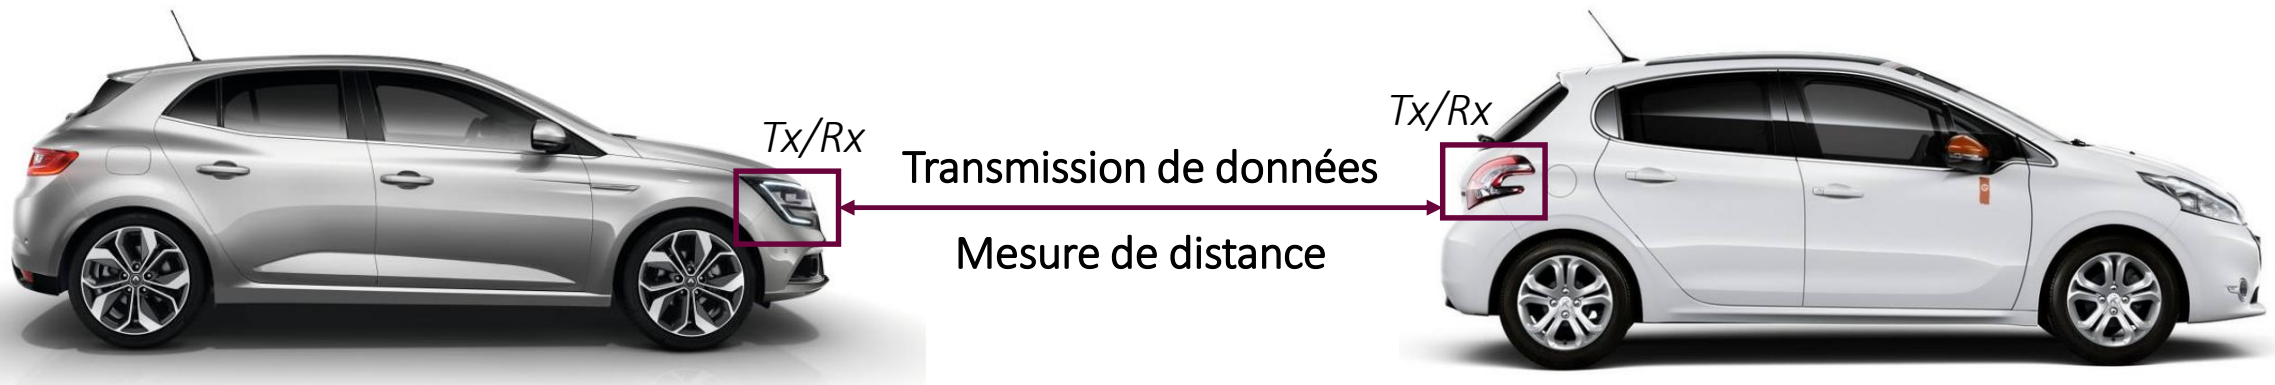 Tx/Rx
Transmission de données
Mesure de distance
Tx/Rx